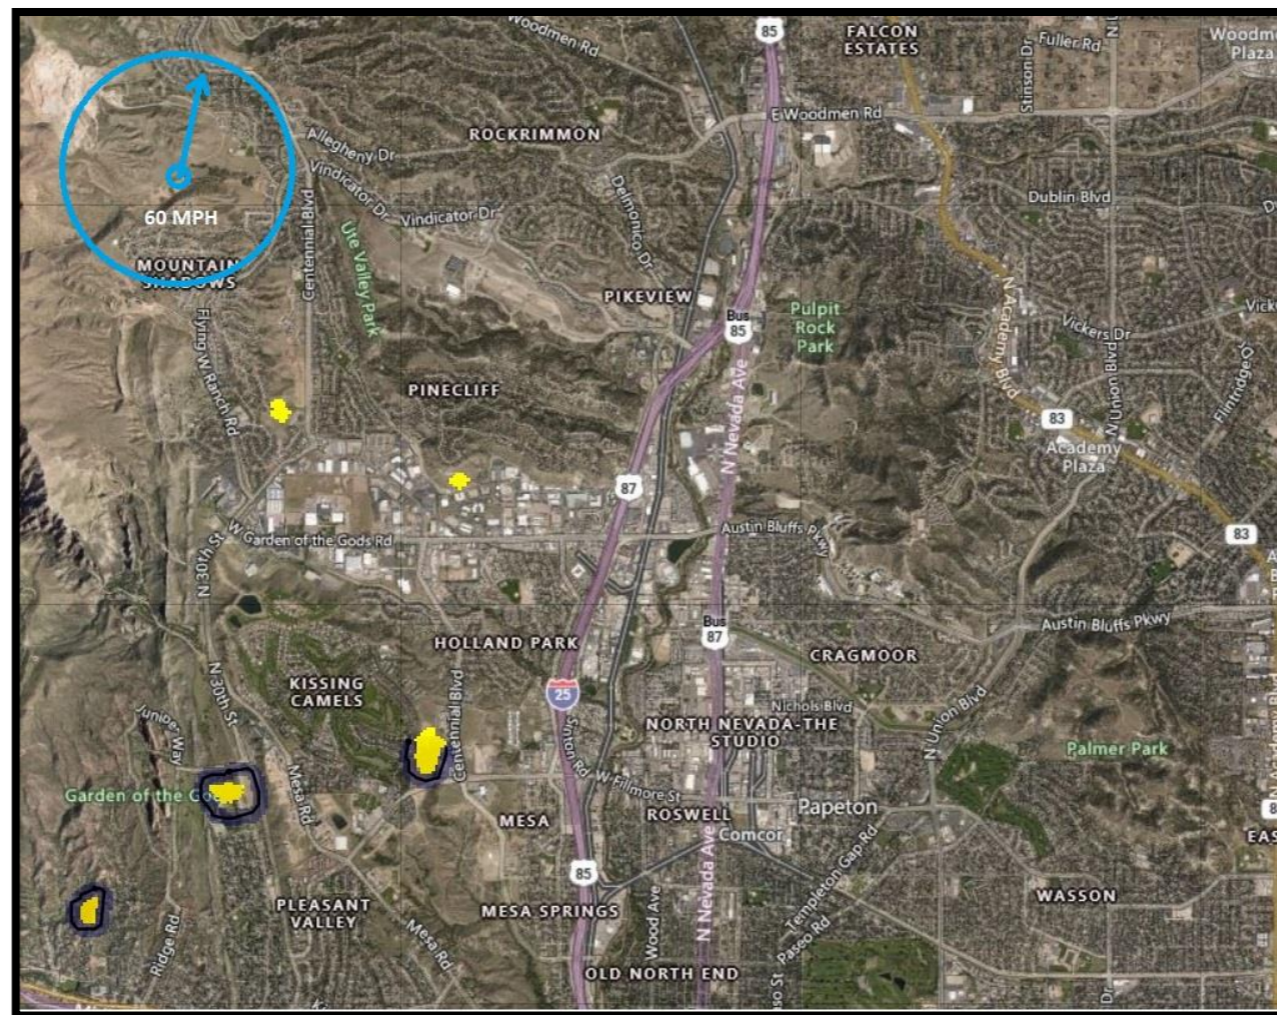 Woodmen Rd
85
FALCON
ESTATES
Fuller Rd
Stinson Dr
Plaza
E Woodmen Rd
ROCKRIMMON
Allegheny Dr
Vindicator Dr
Vindicator Dr
Delmonico Dr
Dublin Blvd
60 MPH
Centennial Blvd
Ute Valley Park
MOUNTAIN
SHADOWS
PIKEVIEW
Bus
85
Pulpit
Rock
Park
N Academy Blvd
Vickers Dr
N Union Blvd
Flintridge Dr
Flying W Ranch Rd
PINECLIFF
N Nevada Ave
83
Academy
Plaza
87
W Garden of the Gods Rd
Austin Bluffs Pkwy
83
N 30th St
Bus
87
Austin Bluffs Pkwy
HOLLAND PARK
CRAGMOOR
KISSING
CAMELS
N 30th St
25
Nichols Blvd
NORTH NEVADA-THE
STUDIO
N Union Blvd
Palmer Park
Juniper Way
Centennial Blvd
Sinton Rd
Mesa Rd
Garden of the
W Fillmore St
MESA
ROSWELL
Papeton
Comcor
85
Templeton Gap Rd
PLEASANT
VALLEY
MESA SPRINGS
Wood Ave
N Nevada Ave
Paseo Rd
WASSON
Ridge Rd
Mesa Rd
OLD NORTH END